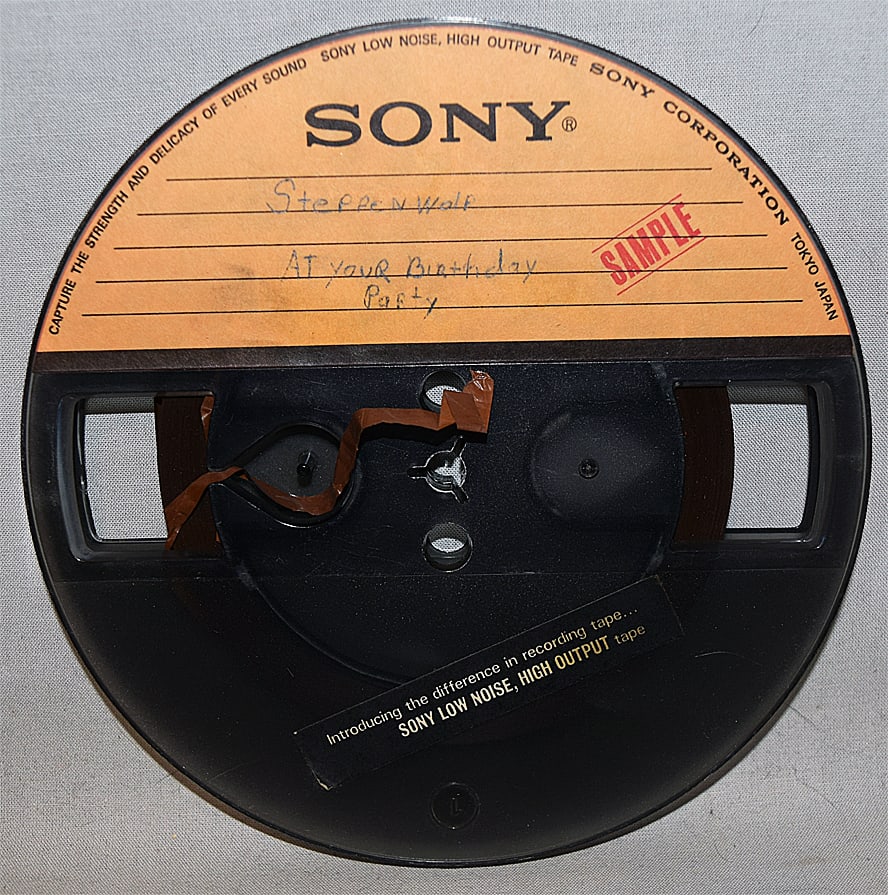 CAPTURE THE STRENGTH AND DELICACY OF EVERY SOUND SONY LOW NOISE, HIGH OUTPUT TAPE SONY CORPORATION TOKYO JAPAN
SONY®
SteppeNwolf
AT YouR Birthday
Party
SAMPLE
Introducing the difference in recording tape...
SONY LOW NOISE, HIGH OUTPUT tape
1